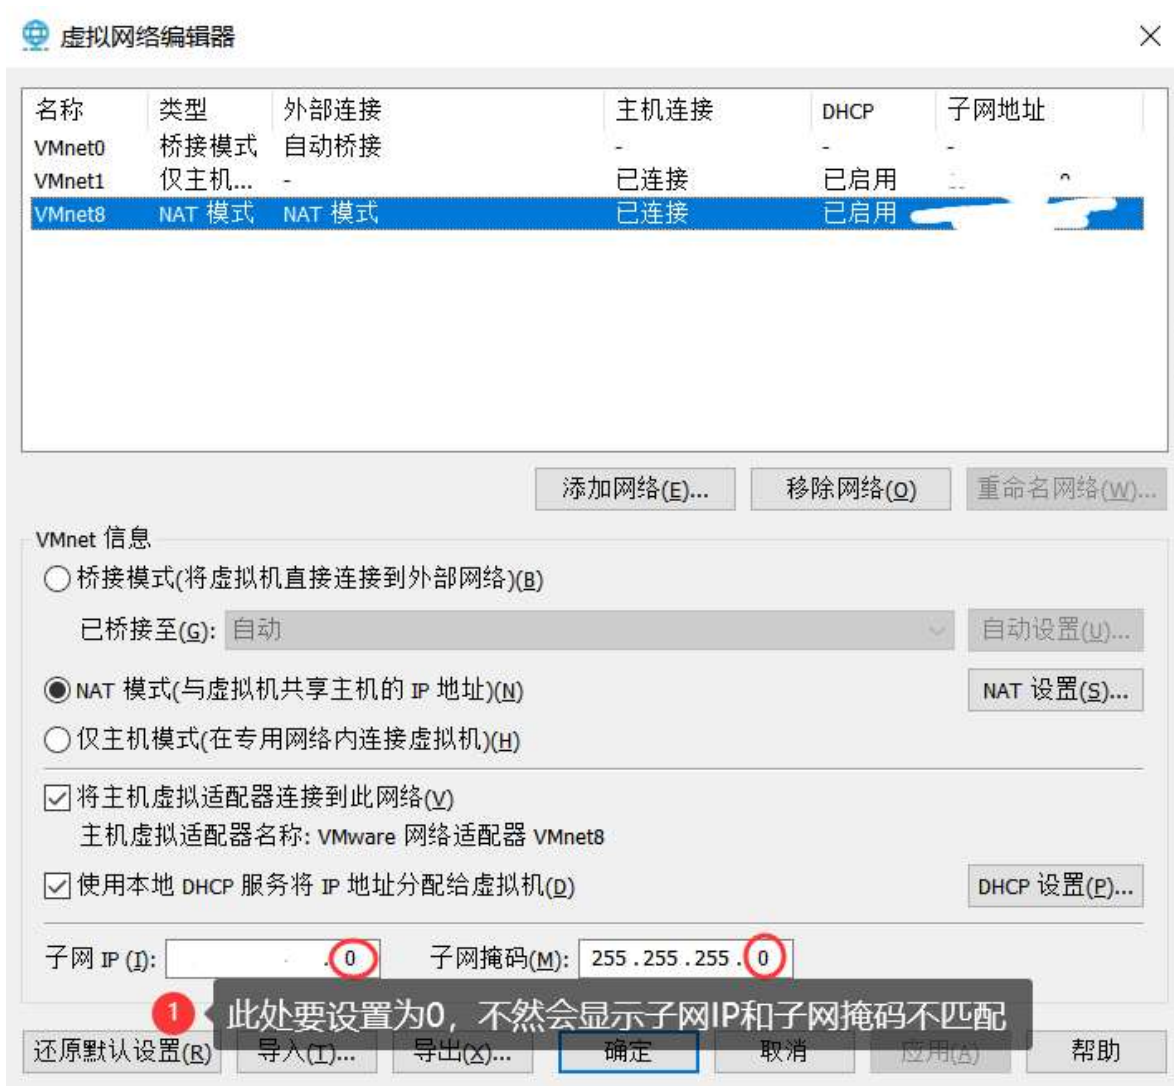 虚拟网络编辑器
名称 类型 外部连接 主机连接 DHCP 子网地址
VMnet0 桥接模式 自动桥接 - - -
VMnet1 仅主机... - 已连接 已启用
VMnet8 NAT 模式 NAT 模式 已连接 已启用
添加网络(E)... 移除网络(O) 重命名网络(W)...
VMnet 信息
桥接模式(将虚拟机直接连接到外部网络)(B)
已桥接至(G): 自动 自动设置(U)...
NAT 模式(与虚拟机共享主机的 IP 地址)(N) NAT 设置(S)...
仅主机模式(在专用网络内连接虚拟机)(H)
将主机虚拟适配器连接到此网络(V)
主机虚拟适配器名称: VMware 网络适配器 VMnet8
使用本地 DHCP 服务将 IP 地址分配给虚拟机(D) DHCP 设置(P)...
子网 IP (I): . 0 子网掩码(M): 255 . 255 . 255 . 0
1 此处要设置为0，不然会显示子网IP和子网掩码不匹配
还原默认设置(R) 导入(T)... 导出(X)... 确定 取消 应用(A) 帮助